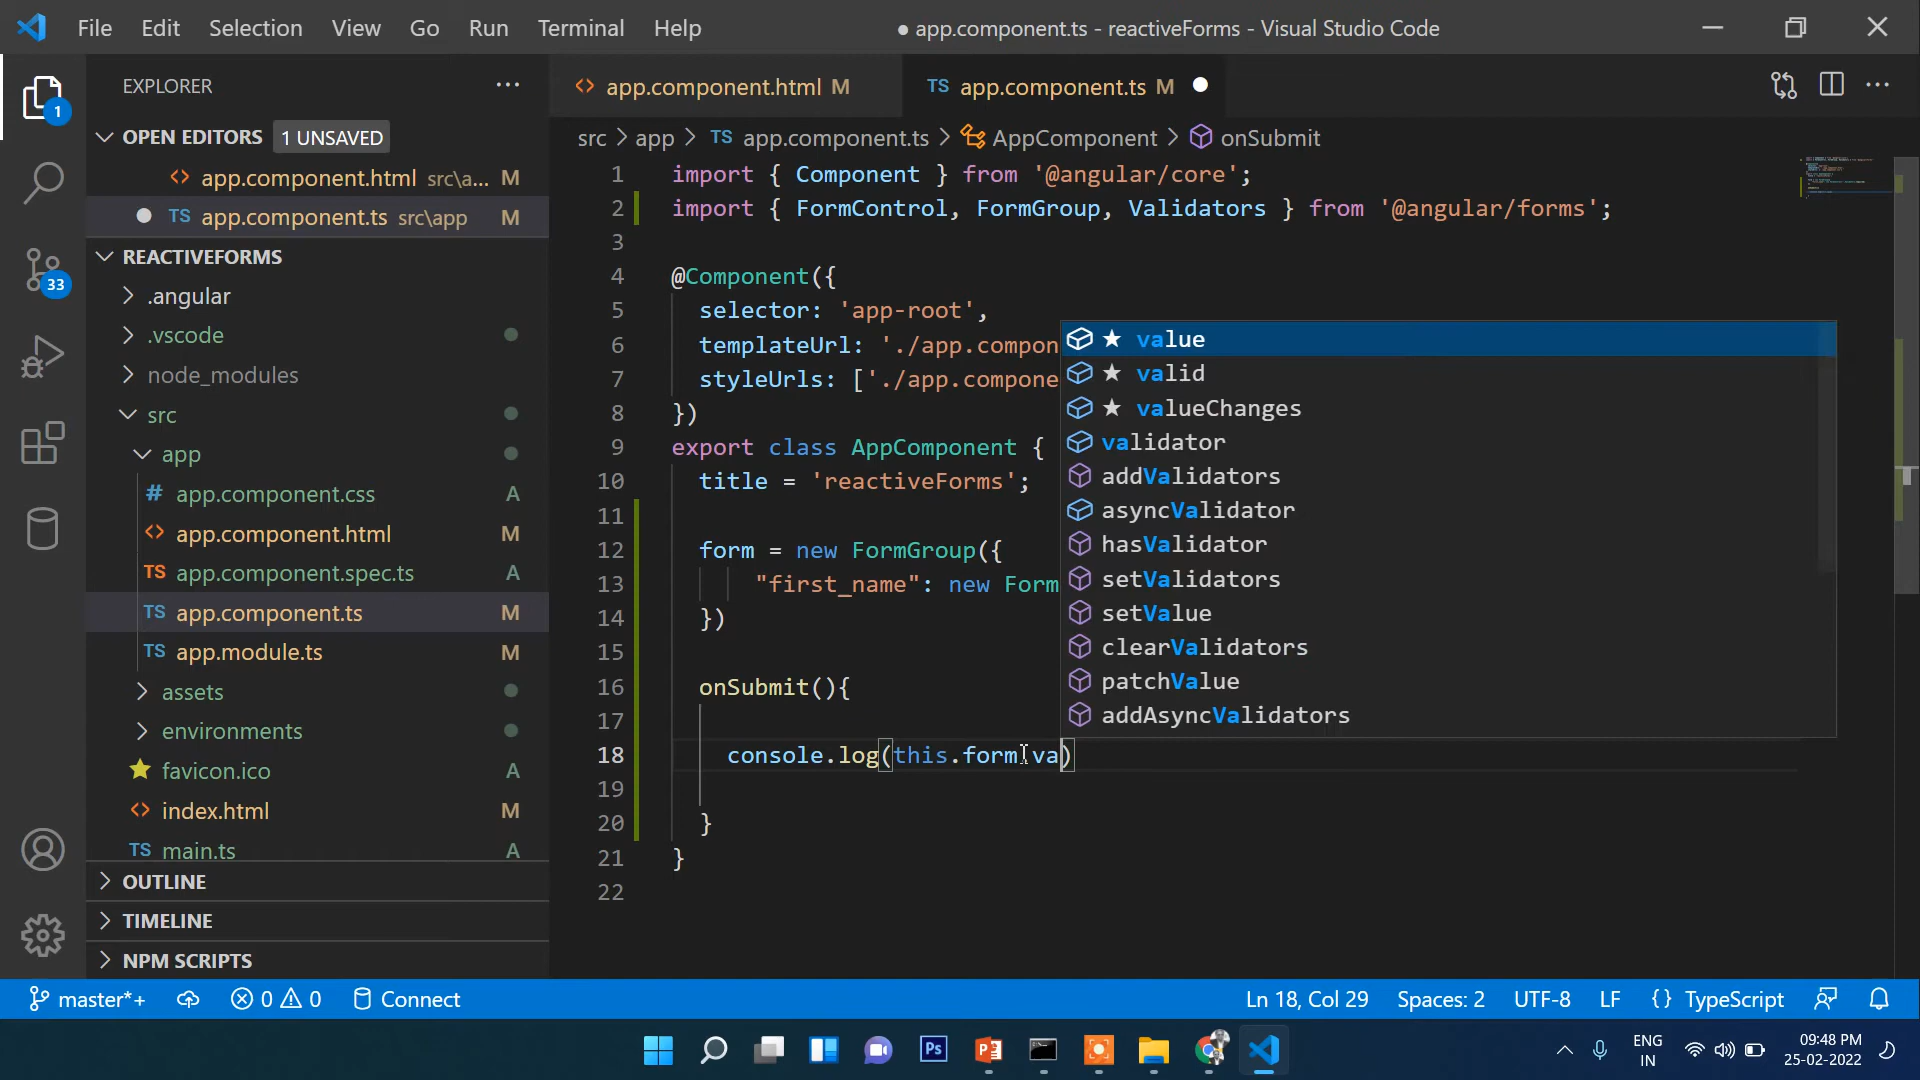 File Edit Selection View Go Run Terminal Help ● app.component.ts - reactiveForms - Visual Studio Code
EXPLORER ...
app.component.html M
TS app.component.ts M
1
OPEN EDITORS 1 UNSAVED
app.component.html src\a... M
TS app.component.ts src\app M
REACTIVEFORMS
.angular
.vscode
node_modules
src
app
# app.component.css A
app.component.html M
TS app.component.spec.ts A
TS app.component.ts M
TS app.module.ts M
assets
environments
favicon.ico
index.html M
TS main.ts A
OUTLINE
TIMELINE
NPM SCRIPTS
33
src > app > TS app.component.ts > AppComponent > onSubmit
1 import { Component } from '@angular/core';
2 import { FormControl, FormGroup, Validators } from '@angular/forms';
3
4 @Component({
5 selector: 'app-root',
6 templateUrl: './app.compon
7 styleUrls: ['./app.compone
8 })
9 export class AppComponent {
10 title = 'reactiveForms';
11
12 form = new FormGroup({
13 "first_name": new Form
14 })
15
16 onSubmit(){
17
18 console.log(this.form.va)
19
20 }
21 }
22
★ value
★ valid
★ valueChanges
validator
addValidators
asyncValidator
hasValidator
setValidators
setValue
clearValidators
patchValue
addAsyncValidators
master*+ 0 0 Connect Ln 18, Col 29 Spaces: 2 UTF-8 LF {} TypeScript
Ps P
ENG
IN
09:48 PM
25-02-2022